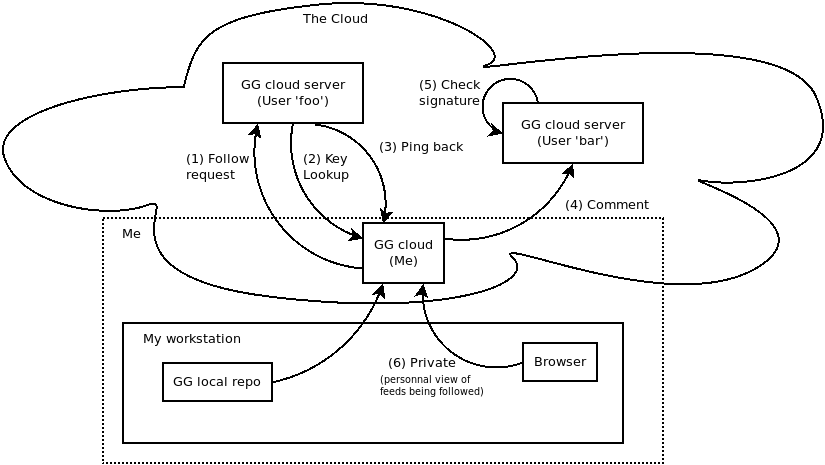 The Cloud
GG cloud server
(User 'foo')
(5) Check
signature
GG cloud server
(User 'bar')
(1) Follow
request
(2) Key
Lookup
(3) Ping back
(4) Comment
Me
GG cloud
(Me)
My workstation
GG local repo
(6) Private
(personnal view of
feeds being followed)
Browser